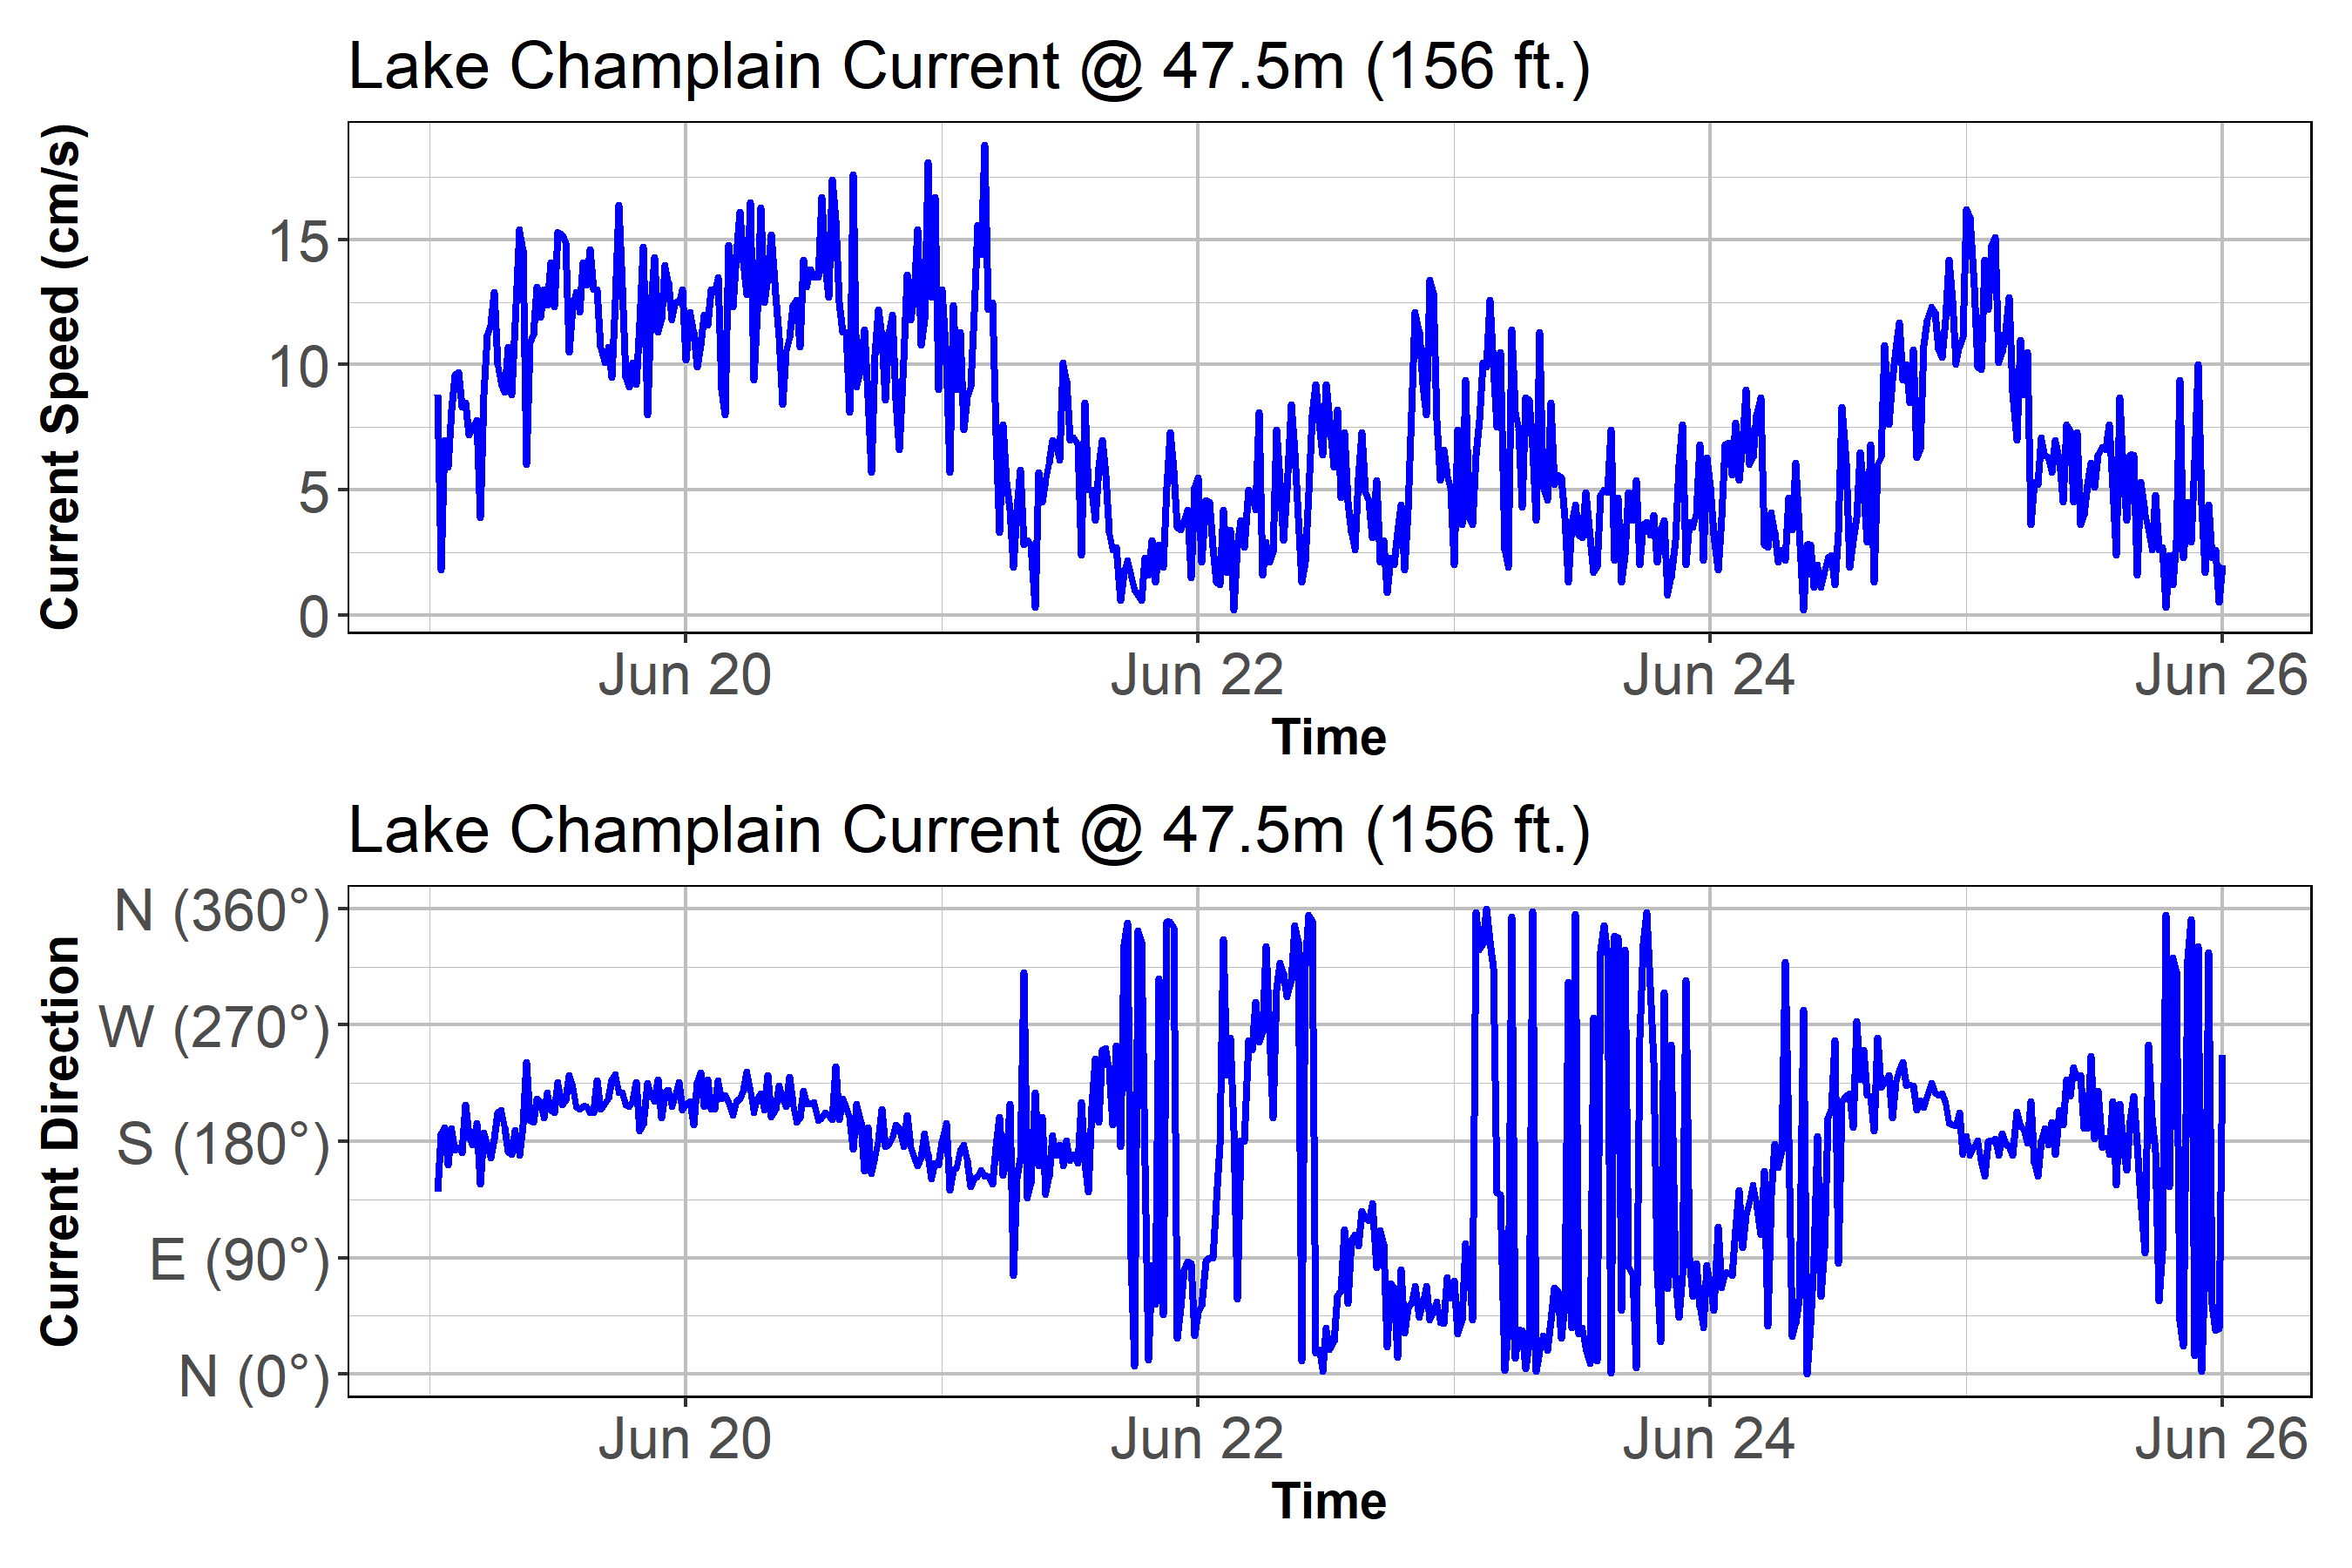 Lake Champlain Current @ 47.5m (156 ft.)
Current Speed (cm/s)
15
10
5
0
Jun 20 Jun 22 Jun 24 Jun 26
Time
Lake Champlain Current @ 47.5m (156 ft.)
Current Direction
N (360°)
W (270°)
S (180°)
E (90°)
N (0°)
Jun 20 Jun 22 Jun 24 Jun 26
Time